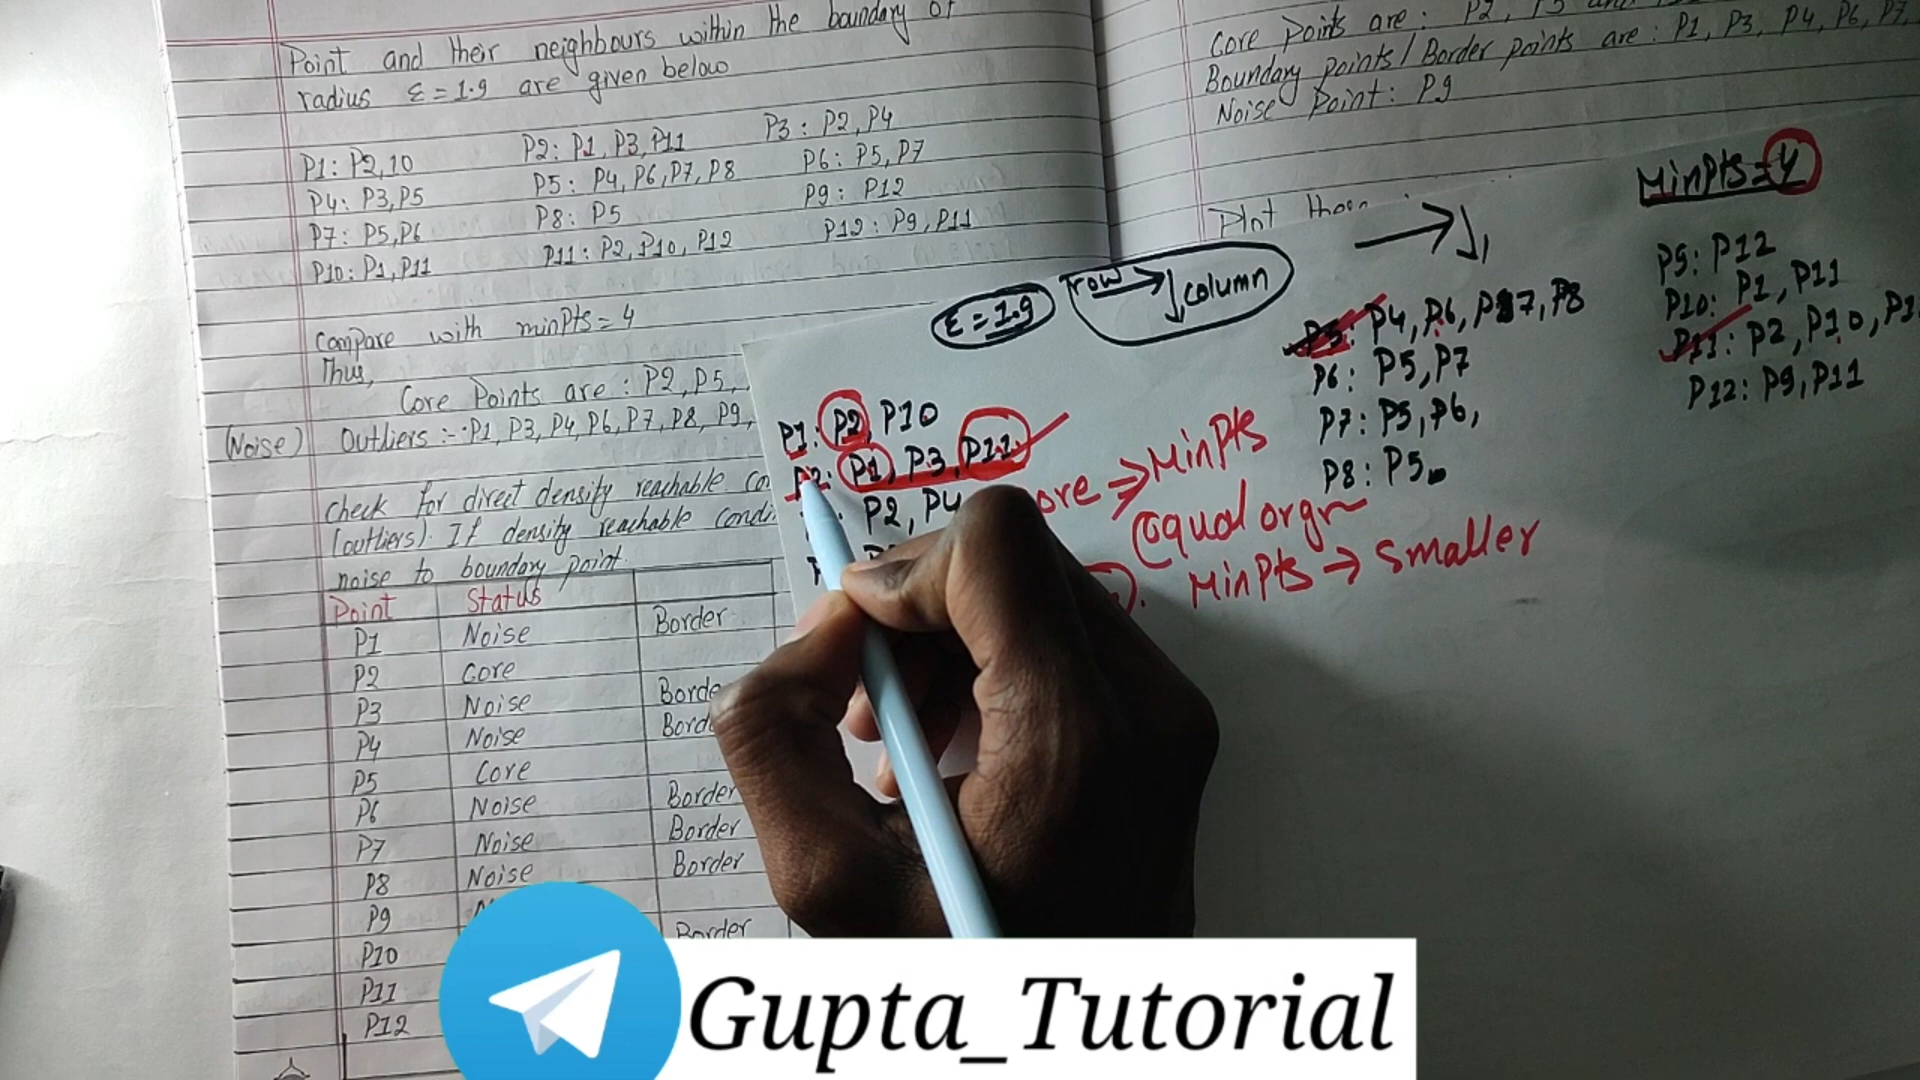 Point and their neighbours within the boundary of
radius ε = 1.9 are given below
P1: P2,10 P2: P1, P3, P11 P3: P2, P4
P4: P3,P5 P5: P4, P6, P7, P8 P6: P5, P7
P7: P5,P6 P8: P5 P9: P12
P10: P1, P11 P11: P2, P10, P12 P12: P9, P11
Compare with minPts = 4
Thus,
Core Points are : P2, P5,
(Noise) Outliers :- P1, P3, P4, P6, P7, P8, P9,
check for direct density reachable
(outliers). If density reachable
noise to boundary point.
Point Status
P1 Noise Border
P2 Core
P3 Noise
P4 Noise
P5 Core
P6 Noise Border
P7 Noise Border
P8 Noise Border
P9
P10 Border
P11
P12
Core Points are: P2,
Boundary points / Border points are : P1, P3, P4, P6, P7,
Noise Point: P9
Plot
ε = 1.9
row → ↓ column
P1: P2, P10
P2: P1, P3, P11
P2, P4
→ ↓
P5: P4, P6, P7, P8
P6: P5, P7
P7: P5, P6,
P8: P5
MinPts = 4
P9: P12
P10: P1, P11
P11: P2, P10,
P12: P9, P11
⇒ MinPts
equal or gr
MinPts → Smaller
Gupta_Tutorial